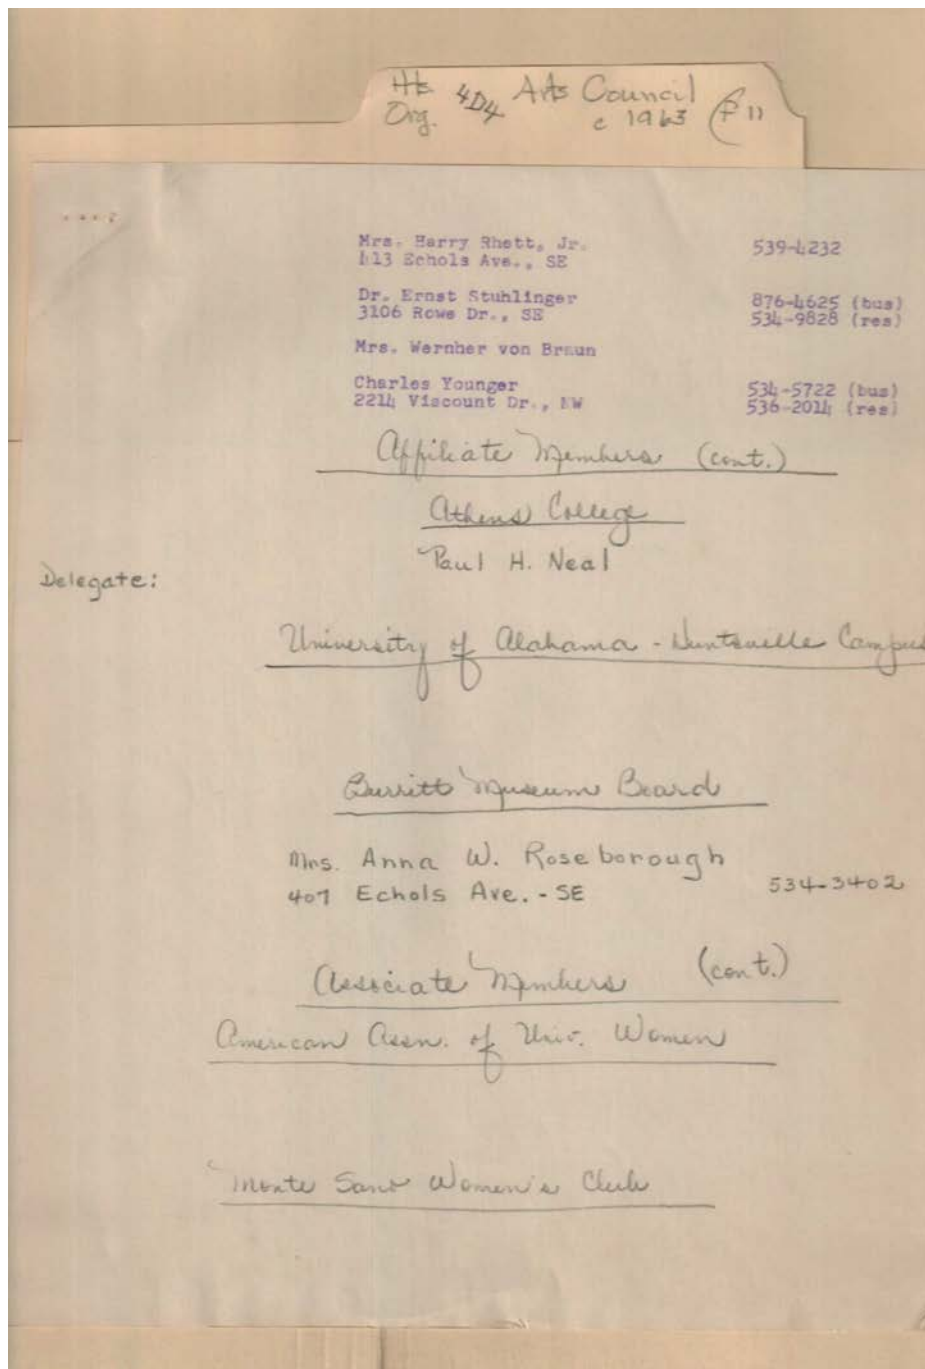 Hts Arts Council
Org. 4D4 c 1963 F 11
Mrs. Harry Rhett, Jr. 539-4232
413 Echols Ave., SE
Dr. Ernst Stuhlinger 876-4625 (bus)
3106 Rowe Dr., SE 534-9828 (res)
Mrs. Wernher von Braun
Charles Younger 534-5722 (bus)
2214 Viscount Dr., NW 536-2014 (res)
Affiliate Members (cont.)
Athens College
Paul H. Neal
Delegate:
University of Alabama - Huntsville Campus
Burritt Museum Board
Mrs. Anna W. Roseborough
407 Echols Ave. - SE 534-3402
Associate Members (cont.)
American Assn. of Univ. Women
Monte Sano Women's Club